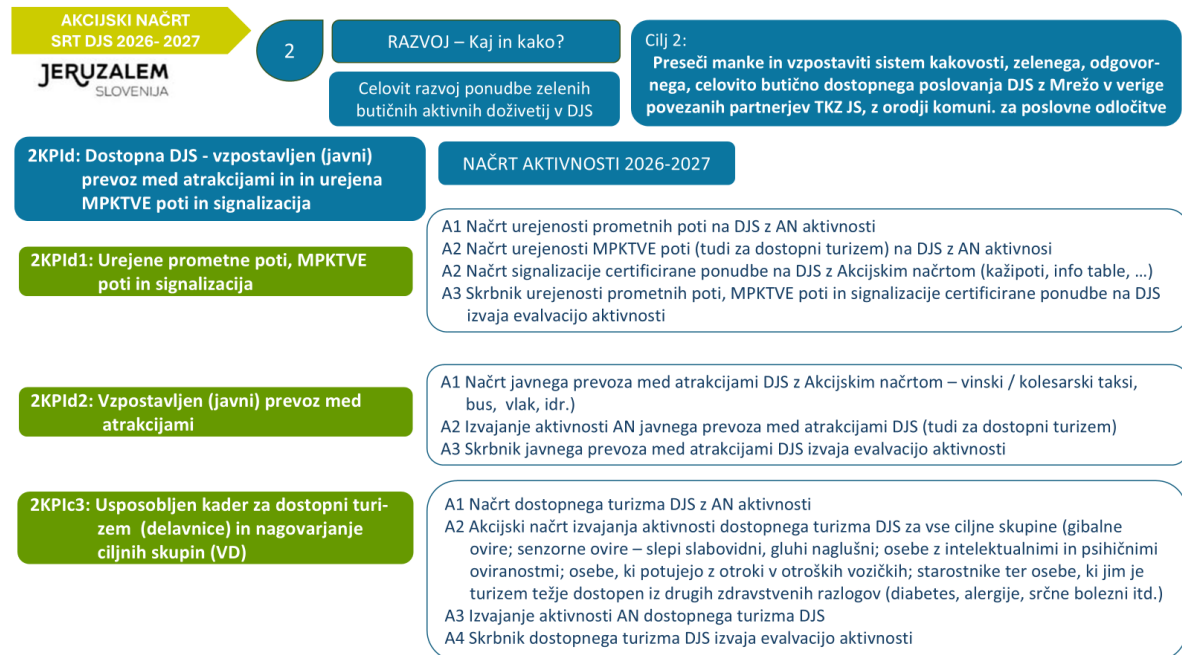 AKCIJSKI NAČRT
SRT DJS 2026- 2027
JERUZALEM
SLOVENIJA
2
RAZVOJ – Kaj in kako?
Celovit razvoj ponudbe zelenih
butičnih aktivnih doživetij v DJS
Cilj 2:
Preseči manke in vzpostaviti sistem kakovosti, zelenega, odgovor-
nega, celovito butično dostopnega poslovanja DJS z Mrežo v verige
povezanih partnerjev TKZ JS, z orodji komuni. za poslovne odločitve
2KPId: Dostopna DJS - vzpostavljen (javni)
prevoz med atrakcijami in in urejena
MPKTVE poti in signalizacija
NAČRT AKTIVNOSTI 2026-2027
2KPId1: Urejene prometne poti, MPKTVE
poti in signalizacija
A1 Načrt urejenosti prometnih poti na DJS z AN aktivnosti
A2 Načrt urejenosti MPKTVE poti (tudi za dostopni turizem) na DJS z AN aktivnosi
A2 Načrt signalizacije certificirane ponudbe na DJS z Akcijskim načrtom (kažipoti, info table, …)
A3 Skrbnik urejenosti prometnih poti, MPKTVE poti in signalizacije certificirane ponudbe na DJS
izvaja evalvacijo aktivnosti
2KPId2: Vzpostavljen (javni) prevoz med
atrakcijami
A1 Načrt javnega prevoza med atrakcijami DJS z Akcijskim načrtom – vinski / kolesarski taksi,
bus, vlak, idr.)
A2 Izvajanje aktivnosti AN javnega prevoza med atrakcijami DJS (tudi za dostopni turizem)
A3 Skrbnik javnega prevoza med atrakcijami DJS izvaja evalvacijo aktivnosti
2KPIc3: Usposobljen kader za dostopni turi-
zem (delavnice) in nagovarjanje
ciljnih skupin (VD)
A1 Načrt dostopnega turizma DJS z AN aktivnosti
A2 Akcijski načrt izvajanja aktivnosti dostopnega turizma DJS za vse ciljne skupine (gibalne
ovire; senzorne ovire – slepi slabovidni, gluhi naglušni; osebe z intelektualnimi in psihičnimi
oviranostmi; osebe, ki potujejo z otroki v otroških vozičkih; starostnike ter osebe, ki jim je
turizem težje dostopen iz drugih zdravstvenih razlogov (diabetes, alergije, srčne bolezni itd.)
A3 Izvajanje aktivnosti AN dostopnega turizma DJS
A4 Skrbnik dostopnega turizma DJS izvaja evalvacijo aktivnosti